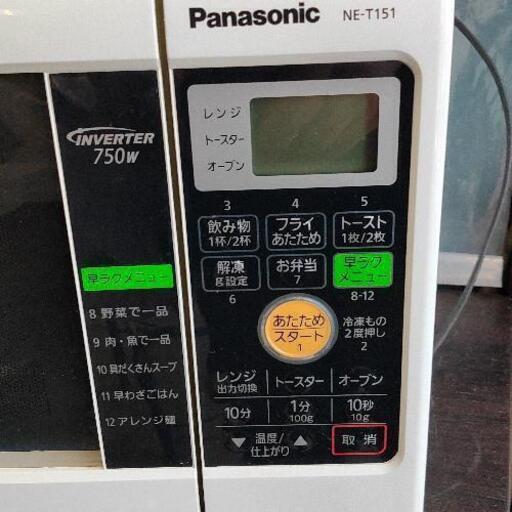 Panasonic
NE-T151
INVERTER
750W
レンジ
トースター
オーブン
3
4
5
飲み物
1杯/2杯
フライ
あたため
トースト
1枚/2枚
解凍
g設定
お弁当
7
早ラク
メニュー
6
8-12
早ラクメニュー
8 野菜で一品
9 肉・魚で一品
10 具だくさんスープ
11 早わざごはん
12 アレンジ麺
あたため
スタート
1
冷凍もの
2度押し
2
レンジ
出力切換
トースター
オーブン
10分
1分
100g
10秒
10g
▼ 温度/ ▲
仕上がり
取消